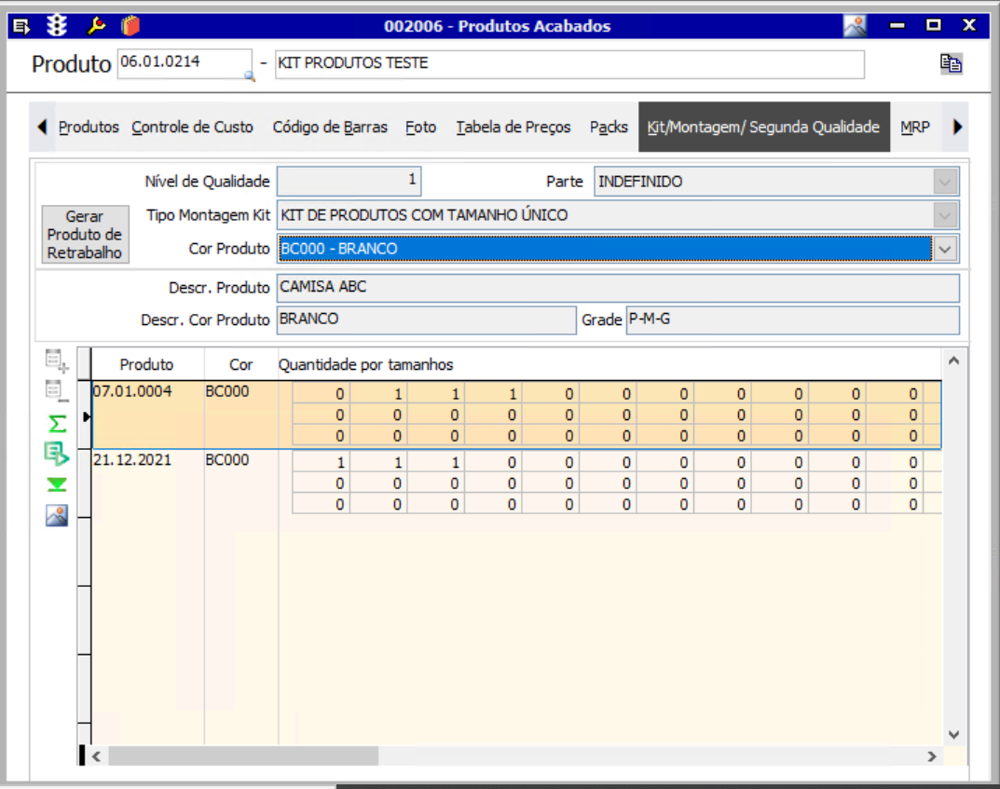 002006 - Produtos Acabados
Produto 06.01.0214 - KIT PRODUTOS TESTE
Produtos Controle de Custo Código de Barras Foto Tabela de Preços Packs Kit/Montagem/ Segunda Qualidade MRP
Nível de Qualidade 1 Parte INDEFINIDO
Gerar Produto de Retrabalho
Tipo Montagem Kit KIT DE PRODUTOS COM TAMANHO ÚNICO
Cor Produto BC000 - BRANCO
Descr. Produto CAMISA ABC
Descr. Cor Produto BRANCO Grade P-M-G
Produto Cor Quantidade por tamanhos
07.01.0004 BC000 0 1 1 1 0 0 0 0 0 0 0
0 0 0 0 0 0 0 0 0 0 0
0 0 0 0 0 0 0 0 0 0 0
21.12.2021 BC000 1 1 1 0 0 0 0 0 0 0 0
0 0 0 0 0 0 0 0 0 0 0
0 0 0 0 0 0 0 0 0 0 0